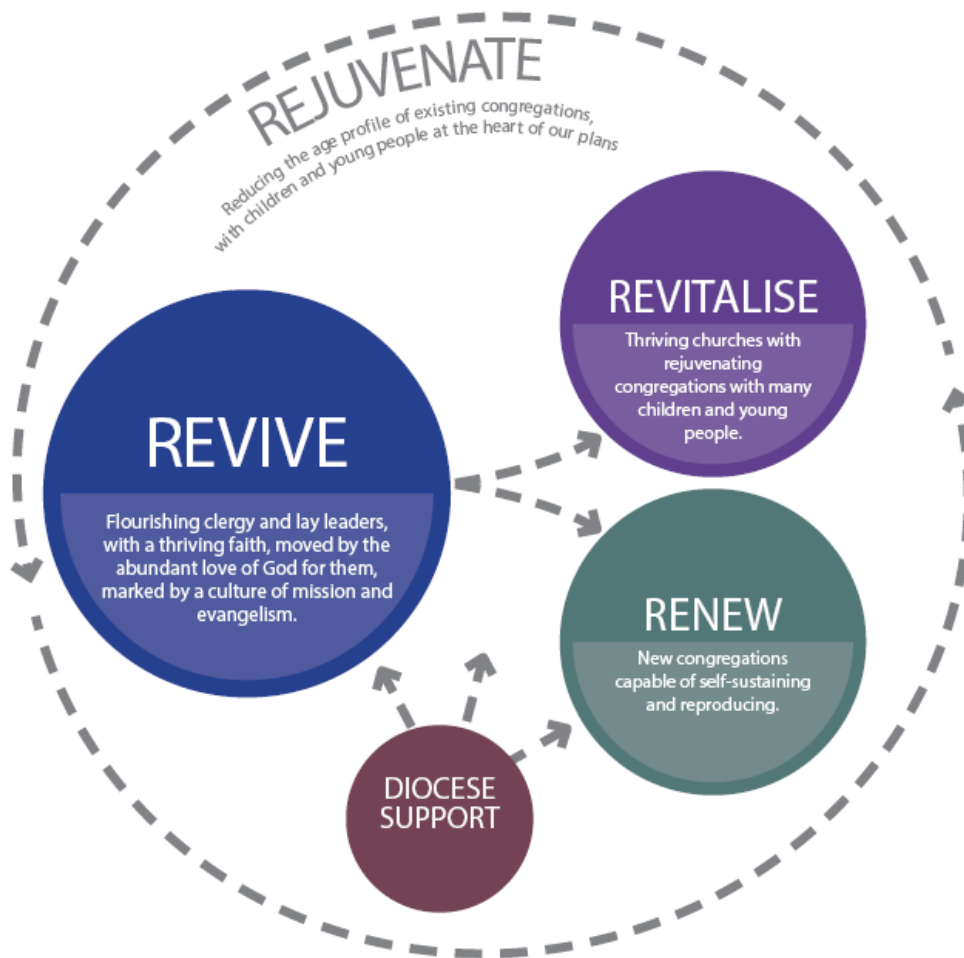 REJUVENATE
Reducing the age profile of existing congregations,
with children and young people at the heart of our plans
REVITALISE
Thriving churches with
rejuvenating
congregations with many
children and young
people.
REVIVE
Flourishing clergy and lay leaders,
with a thriving faith, moved by the
abundant love of God for them,
marked by a culture of mission and
evangelism.
RENEW
New congregations
capable of self-sustaining
and reproducing.
DIOCESE
SUPPORT